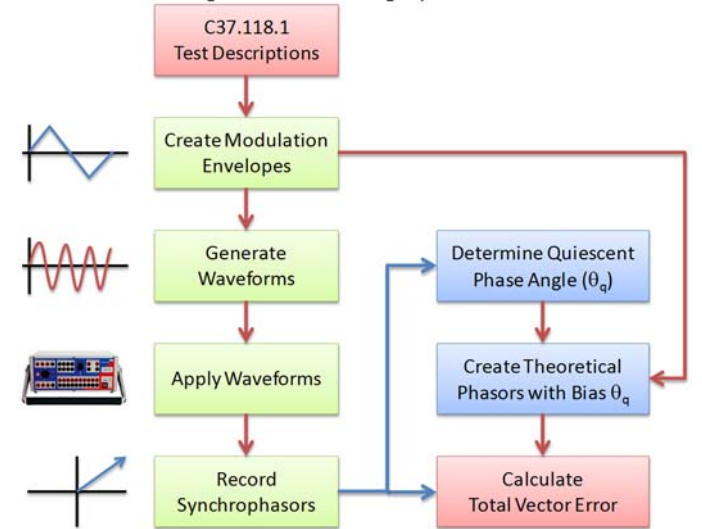 C37.118.1
Test Descriptions
Create Modulation
Envelopes
Generate
Waveforms
Determine Quiescent
Phase Angle (θq)
Apply Waveforms
Create Theoretical
Phasors with Bias θq
Record
Synchrophasors
Calculate
Total Vector Error